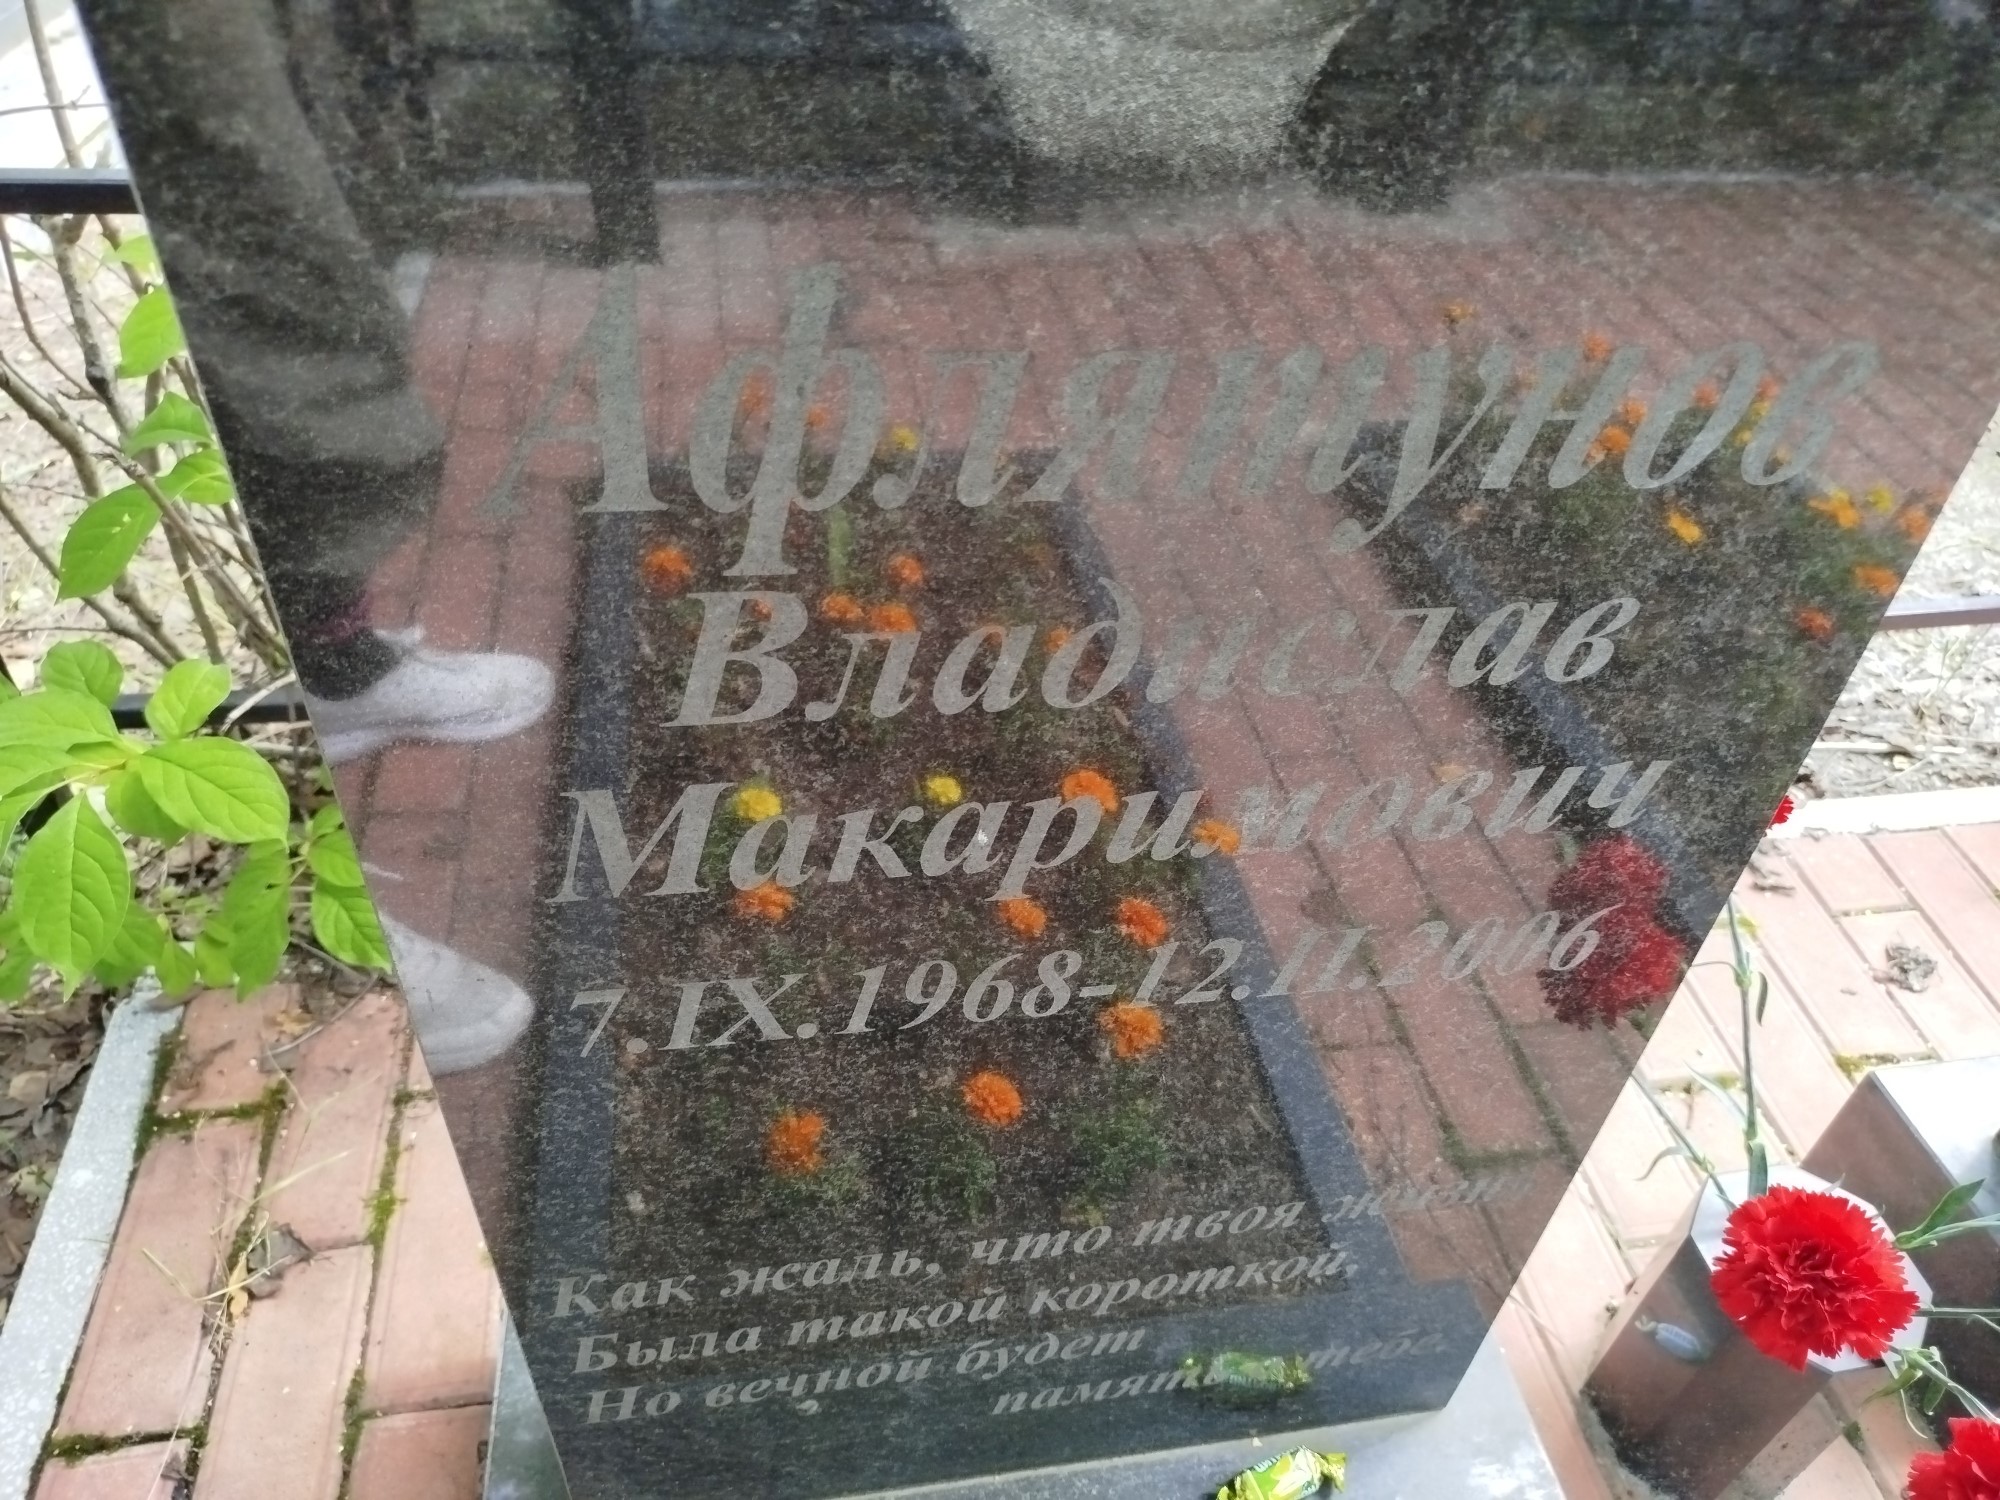 Афлятунов
Владислав
Макаримович
7.IX.1968-12.II.2006
Как жаль, что твоя жизнь
Была такой короткой,
Но вечной будет
память о тебе.